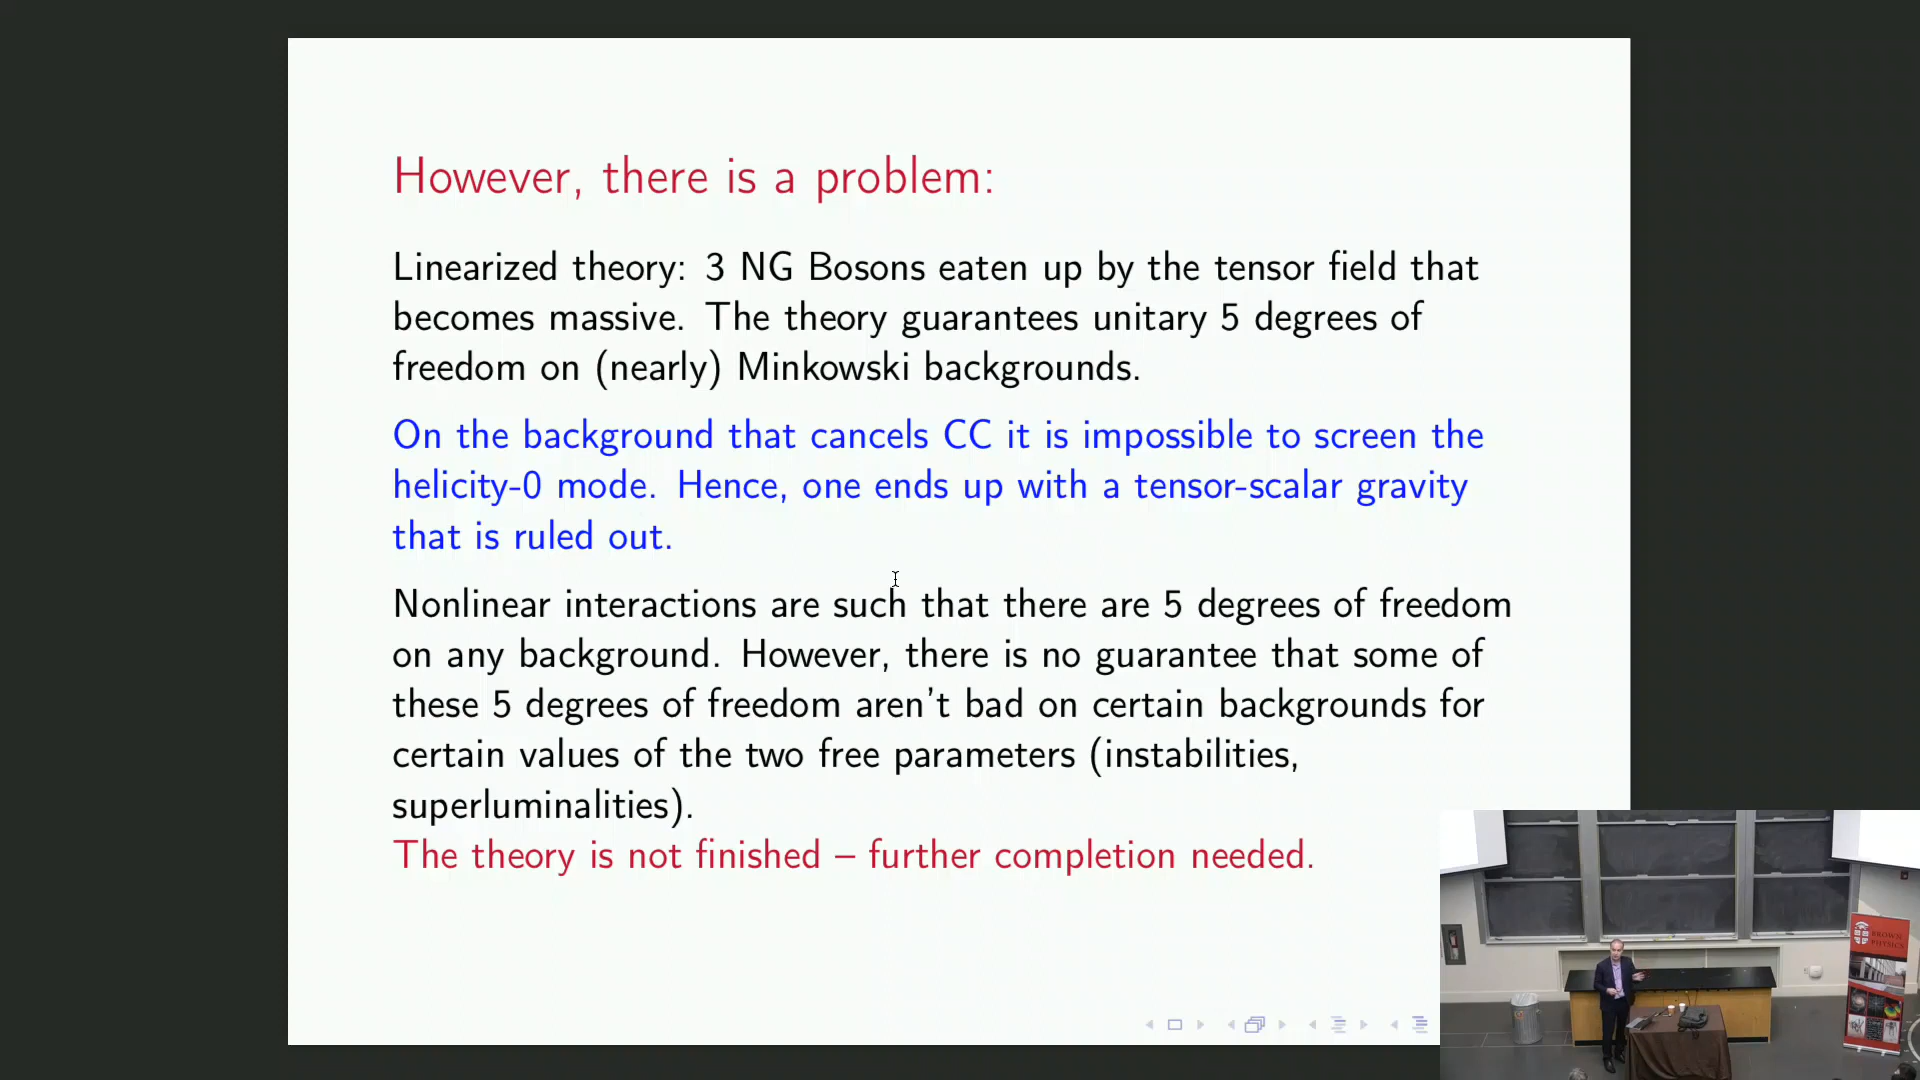 However, there is a problem:
Linearized theory: 3 NG Bosons eaten up by the tensor field that
becomes massive. The theory guarantees unitary 5 degrees of
freedom on (nearly) Minkowski backgrounds.
On the background that cancels CC it is impossible to screen the
helicity-0 mode. Hence, one ends up with a tensor-scalar gravity
that is ruled out.
Nonlinear interactions are such that there are 5 degrees of freedom
on any background. However, there is no guarantee that some of
these 5 degrees of freedom aren't bad on certain backgrounds for
certain values of the two free parameters (instabilities,
superluminalities).
The theory is not finished – further completion needed.
BROWN
PHYSICS